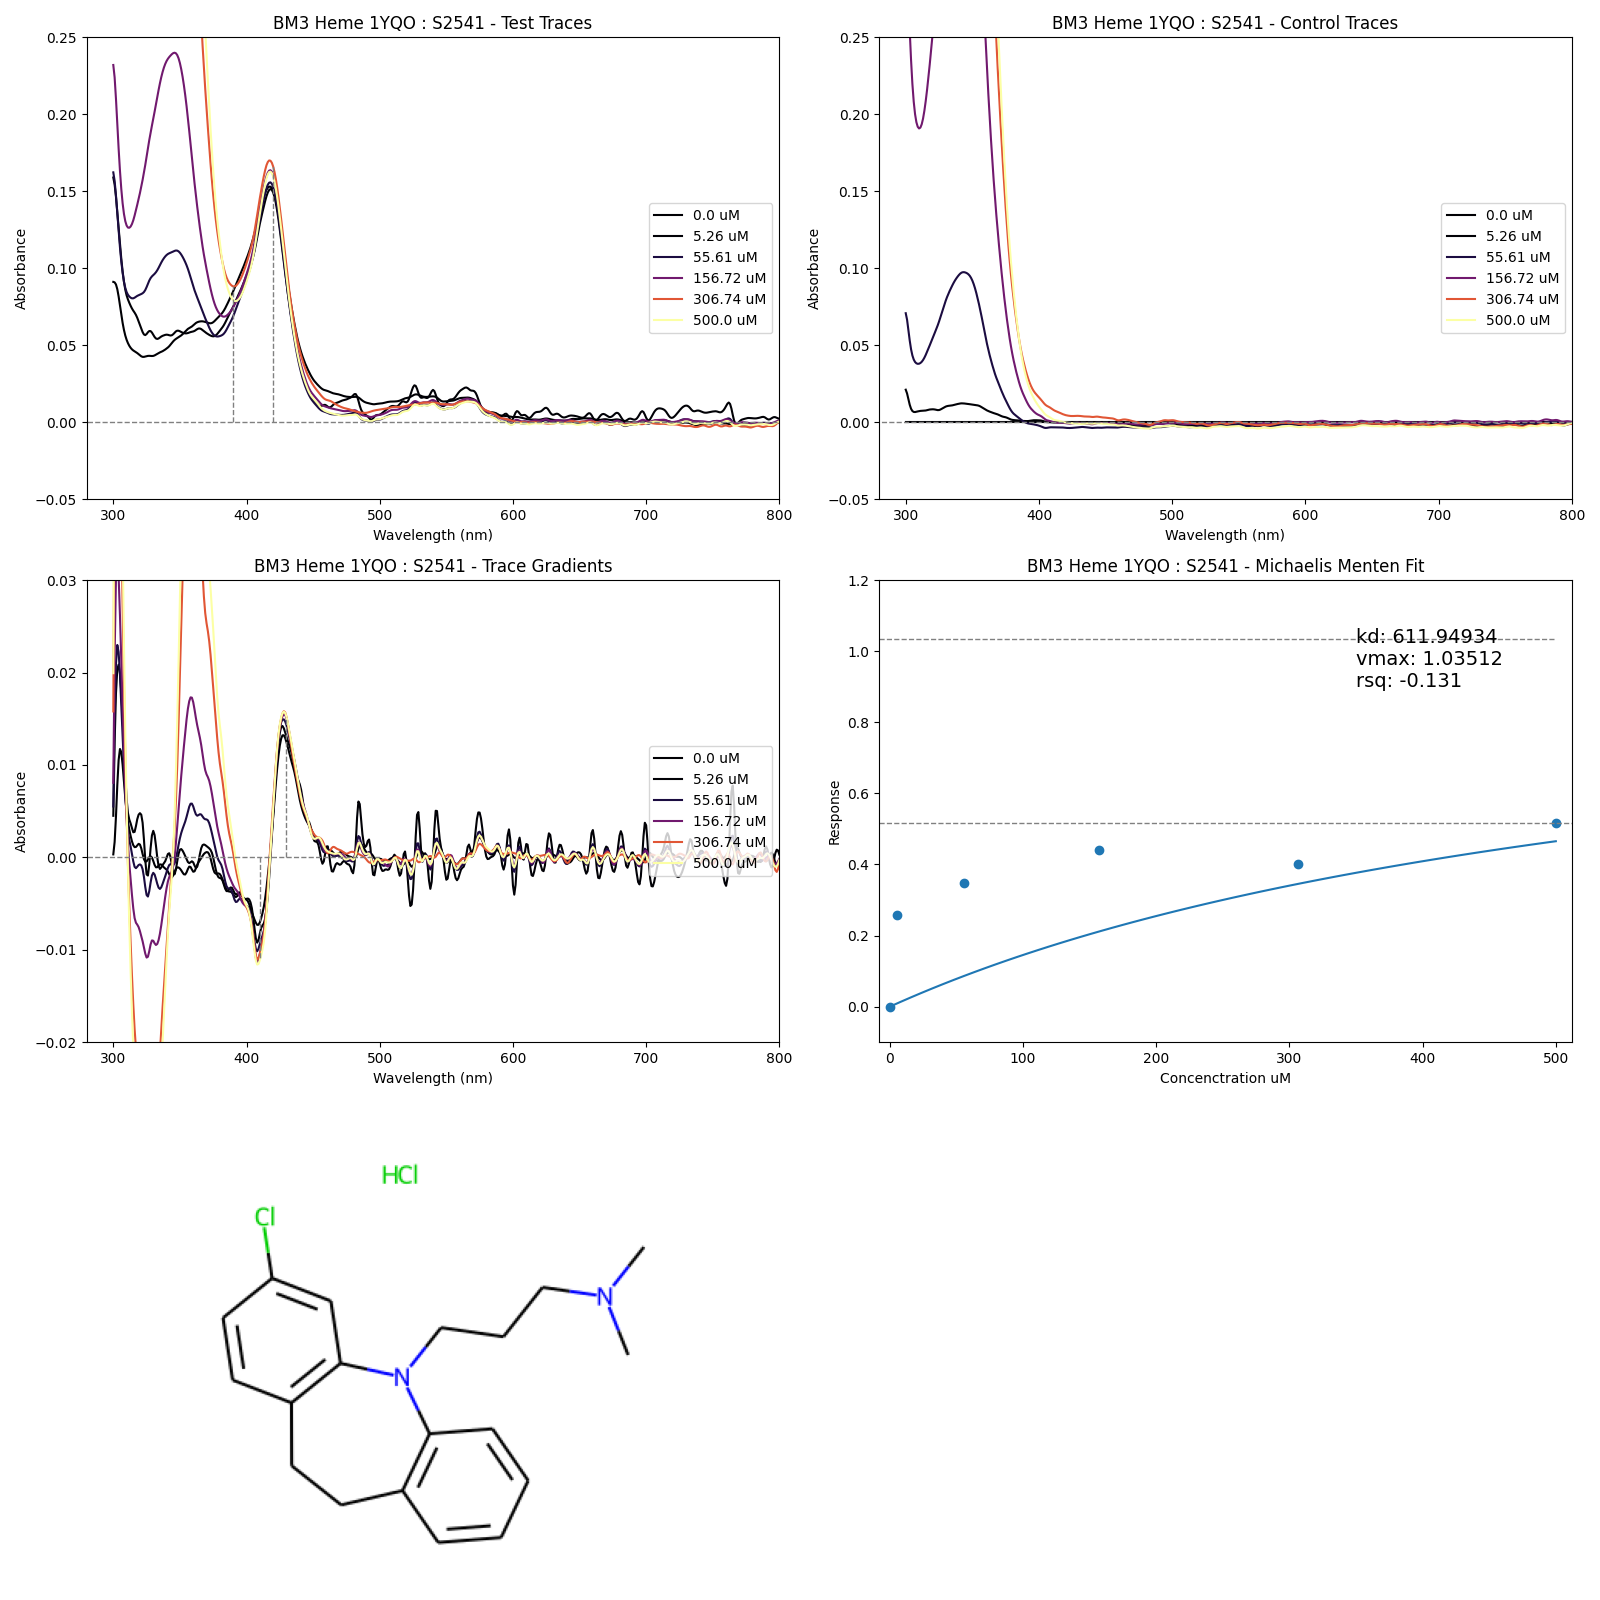 BM3 Heme 1YQO : S2541 - Test Traces
0.25
0.20
0.15
0.10
0.05
0.00
−0.05
Absorbance
300
400
500
600
700
800
Wavelength (nm)
0.0 uM
5.26 uM
55.61 uM
156.72 uM
306.74 uM
500.0 uM
BM3 Heme 1YQO : S2541 - Control Traces
0.25
0.20
0.15
0.10
0.05
0.00
−0.05
Absorbance
300
400
500
600
700
800
Wavelength (nm)
0.0 uM
5.26 uM
55.61 uM
156.72 uM
306.74 uM
500.0 uM
BM3 Heme 1YQO : S2541 - Trace Gradients
0.03
0.02
0.01
0.00
−0.01
−0.02
Absorbance
300
400
500
600
700
800
Wavelength (nm)
0.0 uM
5.26 uM
55.61 uM
156.72 uM
306.74 uM
500.0 uM
BM3 Heme 1YQO : S2541 - Michaelis Menten Fit
1.2
1.0
0.8
0.6
0.4
0.2
0.0
Response
0
100
200
300
400
500
Concenctration uM
kd: 611.94934
vmax: 1.03512
rsq: -0.131
HCl
Cl
N
N